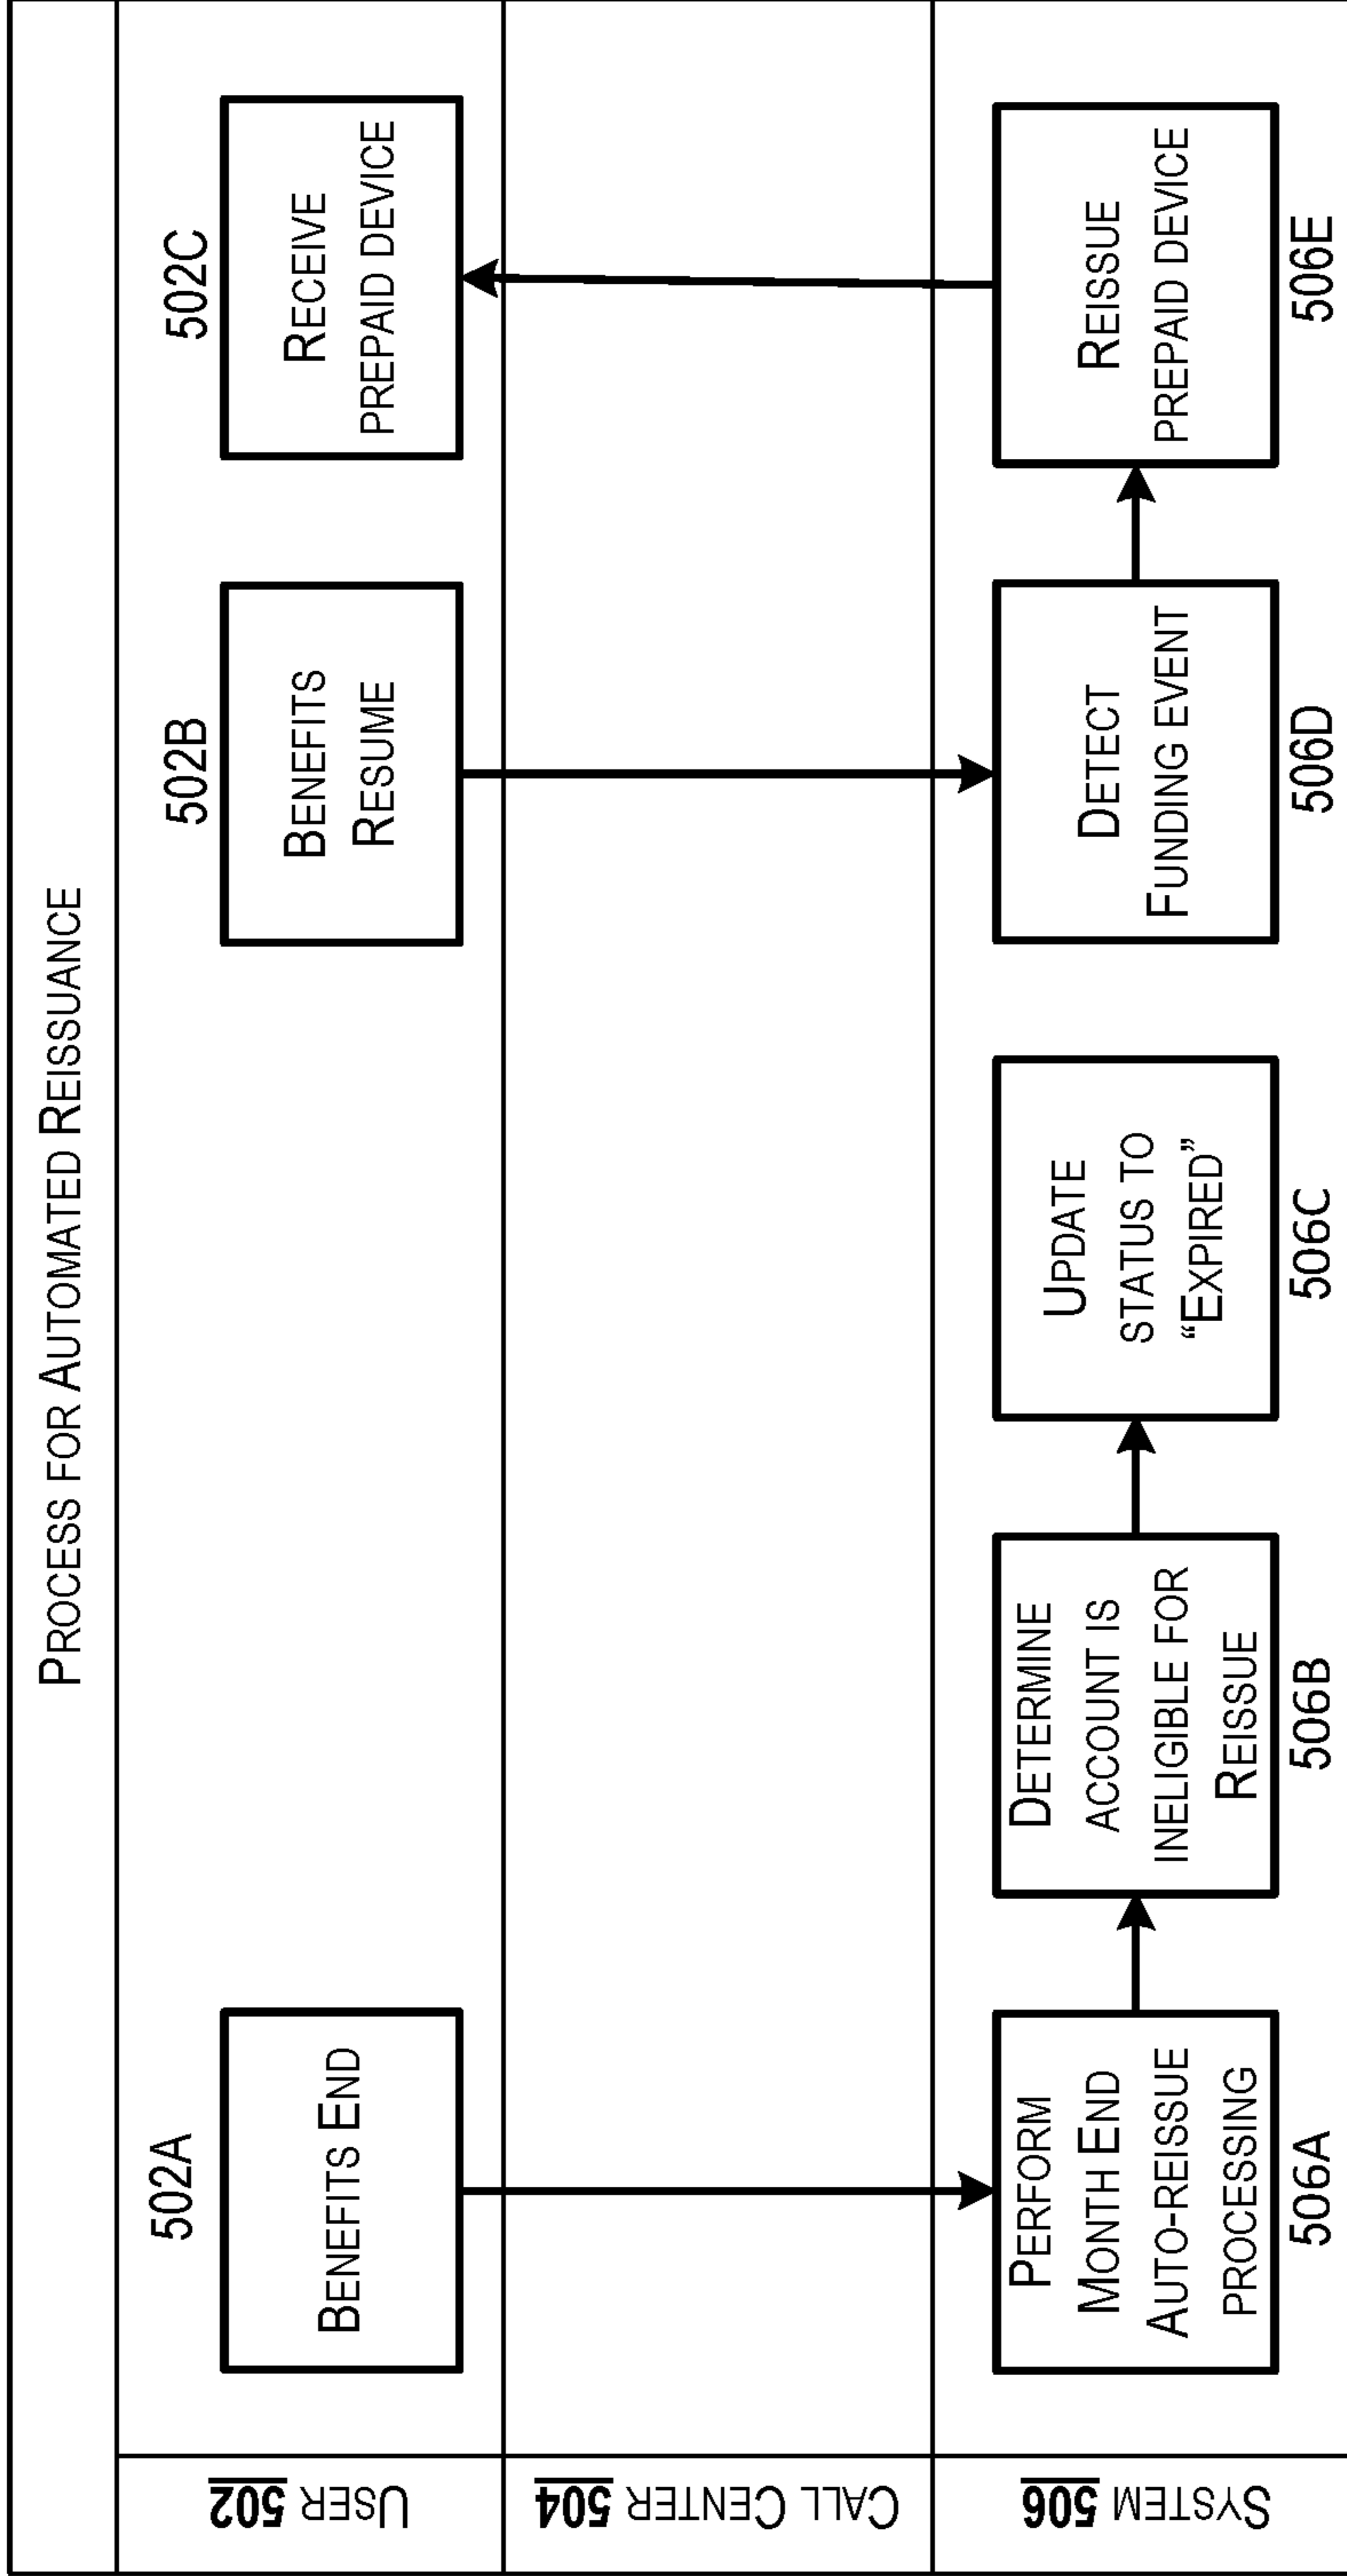 PROCESS FOR AUTOMATED REISSUANCE
USER 502
502A
BENEFITS END
502B
BENEFITS
RESUME
502C
RECEIVE
PREPAID DEVICE
CALL CENTER 504
SYSTEM 506
PERFORM
MONTH END
AUTO-REISSUE
PROCESSING
506A
DETERMINE
ACCOUNT IS
INELIGIBLE FOR
REISSUE
506B
UPDATE
STATUS TO
“EXPIRED”
506C
DETECT
FUNDING EVENT
506D
REISSUE
PREPAID DEVICE
506E